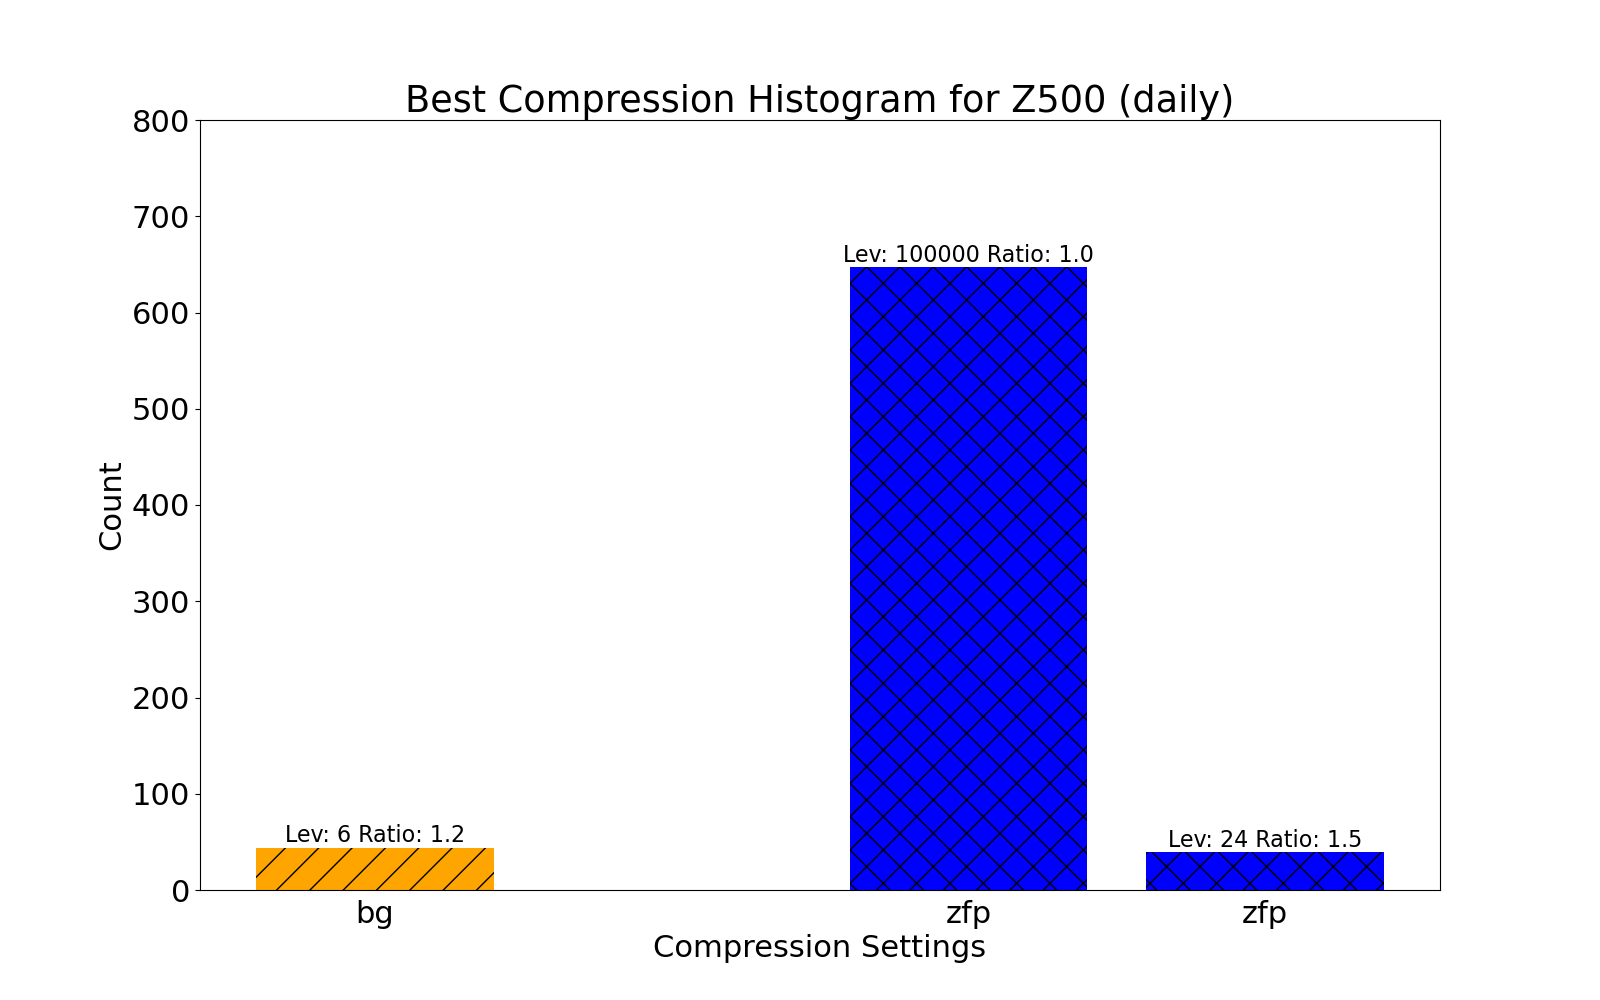 Best Compression Histogram for Z500 (daily)
800
700
600
500
400
300
200
100
0
Count
Lev: 6 Ratio: 1.2
Lev: 100000 Ratio: 1.0
Lev: 24 Ratio: 1.5
bg
zfp
zfp
Compression Settings